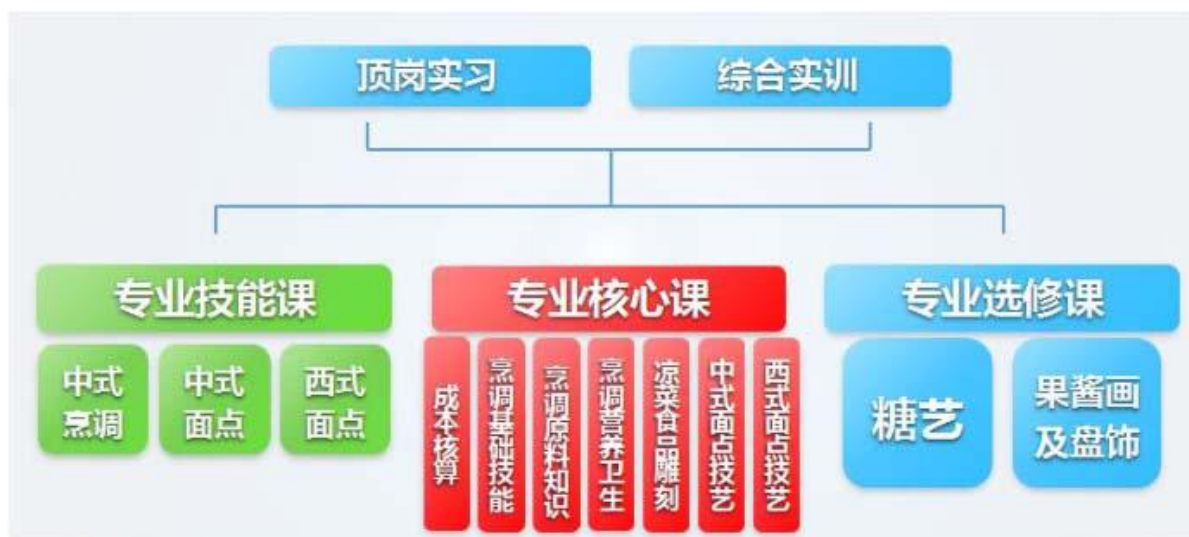 顶岗实习
综合实训
专业技能课
专业核心课
专业选修课
中式
烹调
中式
面点
西式
面点
成本核算
烹调基础技能
烹调原料知识
烹调营养卫生
凉菜食品雕刻
中式面点技艺
西式面点技艺
糖艺
果酱画
及盘饰